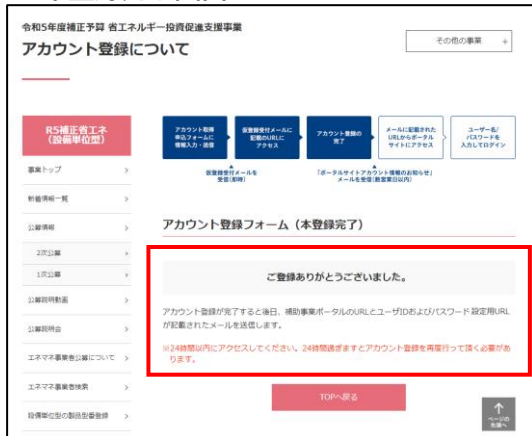 令和5年度補正予算 省エネルギー投資促進支援事業
アカウント登録について
その他の事業 +
R5補正省エネ
(設備単位型)
事業トップ
新着情報一覧
公募情報
2次公募
1次公募
公募説明動画
公募説明会
エネマネ事業者公募について
エネマネ事業者検索
設備単位型の製品型番登録
アカウント取得
申込フォームに
情報入力・送信
仮登録受付メールに
記載のURLに
アクセス
アカウント登録の
完了
メールに記載された
URLからポータル
サイトにアクセス
ユーザー名/
パスワードを
入力してログイン
仮登録受付メールを
受信(即時)
「ポータルサイトアカウント情報のお知らせ」
メールを受信(数営業日以内)
アカウント登録フォーム(本登録完了)
ご登録ありがとうございました。
アカウント登録が完了すると後日、補助事業ポータルのURLとユーザIDおよびパスワード 設定用URL
が記載されたメールを送信します。
※24時間以内にアクセスしてください。24時間過ぎますとアカウント登録を再度行って頂く必要があ
ります。
TOPへ戻る
ページの
先頭へ